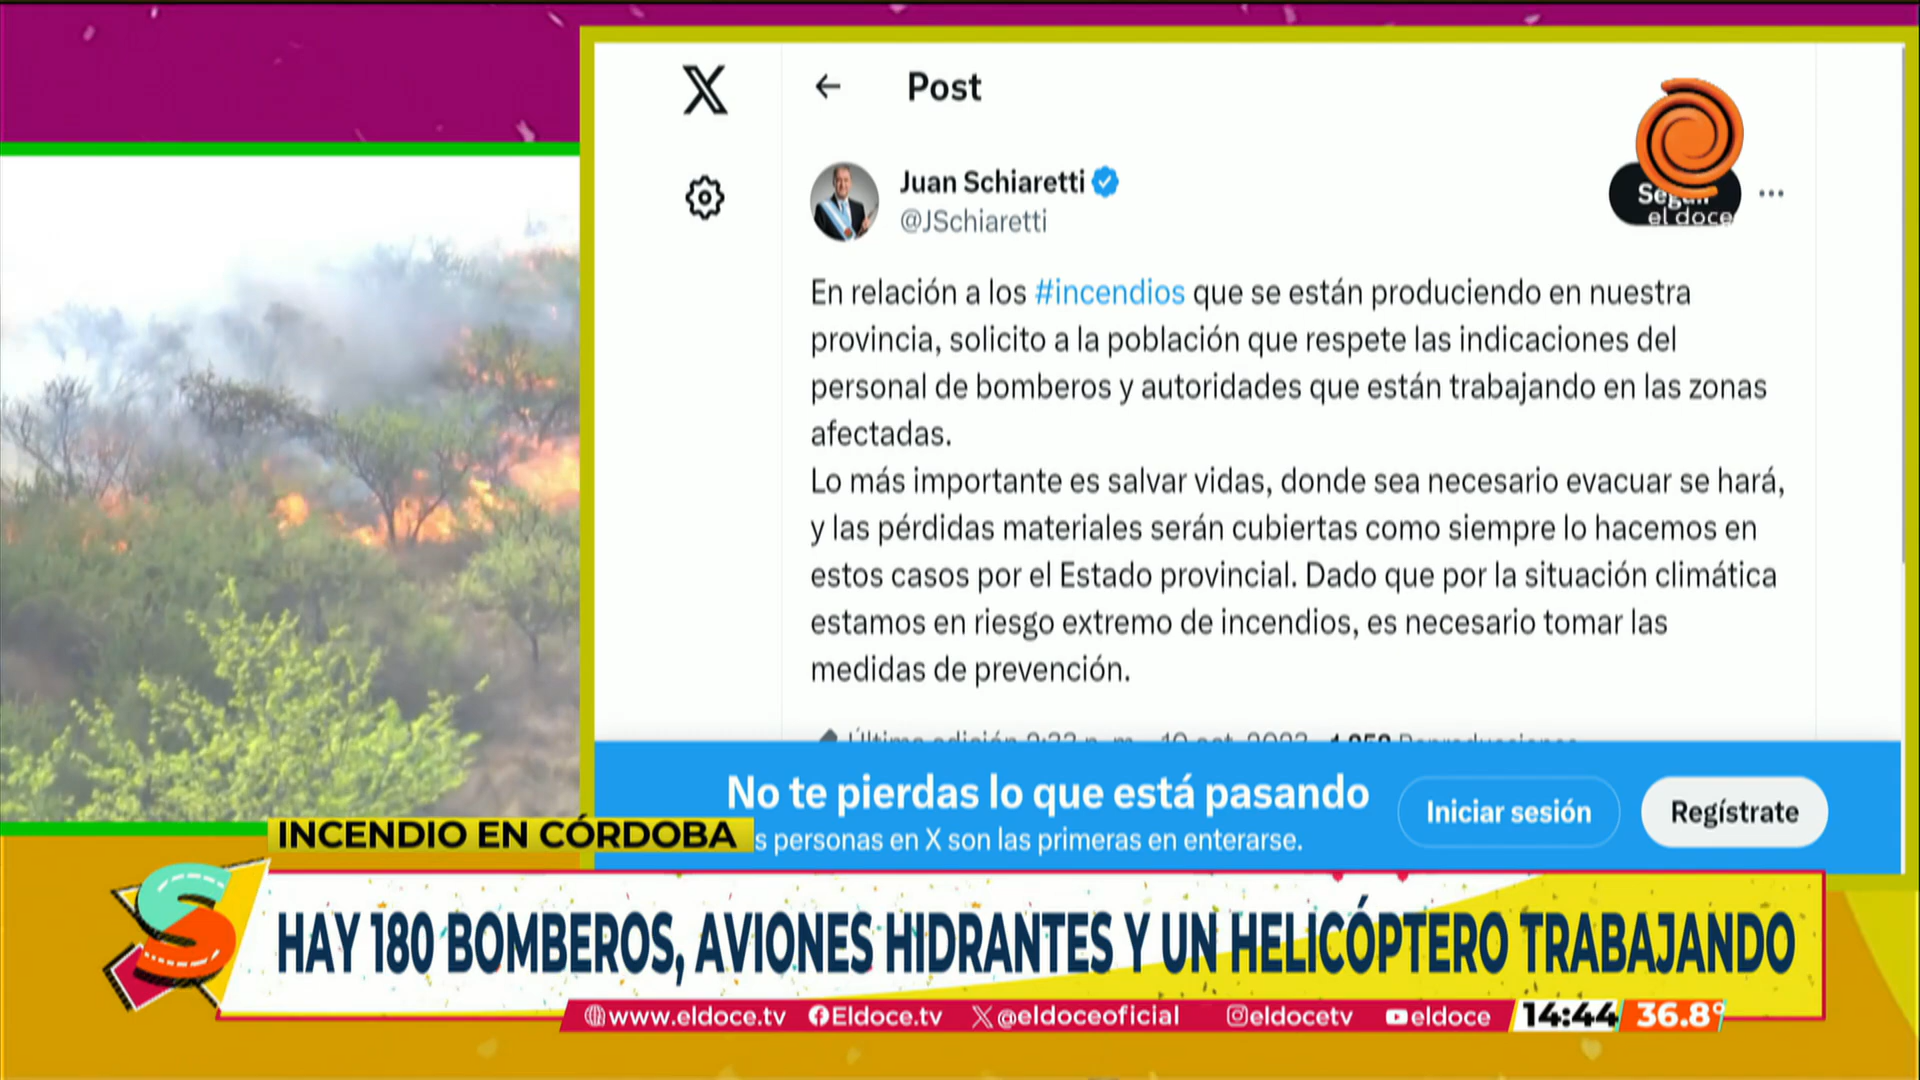 Post
Juan Schiaretti
@JSchiaretti
el doce
En relación a los #incendios que se están produciendo en nuestra
provincia, solicito a la población que respete las indicaciones del
personal de bomberos y autoridades que están trabajando en las zonas
afectadas.
Lo más importante es salvar vidas, donde sea necesario evacuar se hará,
y las pérdidas materiales serán cubiertas como siempre lo hacemos en
estos casos por el Estado provincial. Dado que por la situación climática
estamos en riesgo extremo de incendios, es necesario tomar las
medidas de prevención.
No te pierdas lo que está pasando
s personas en X son las primeras en enterarse.
Iniciar sesión
Regístrate
INCENDIO EN CÓRDOBA
HAY 180 BOMBEROS, AVIONES HIDRANTES Y UN HELICÓPTERO TRABAJANDO
www.eldoce.tv Eldoce.tv @eldoceoficial eldocetv eldoce 14:44 36.8°